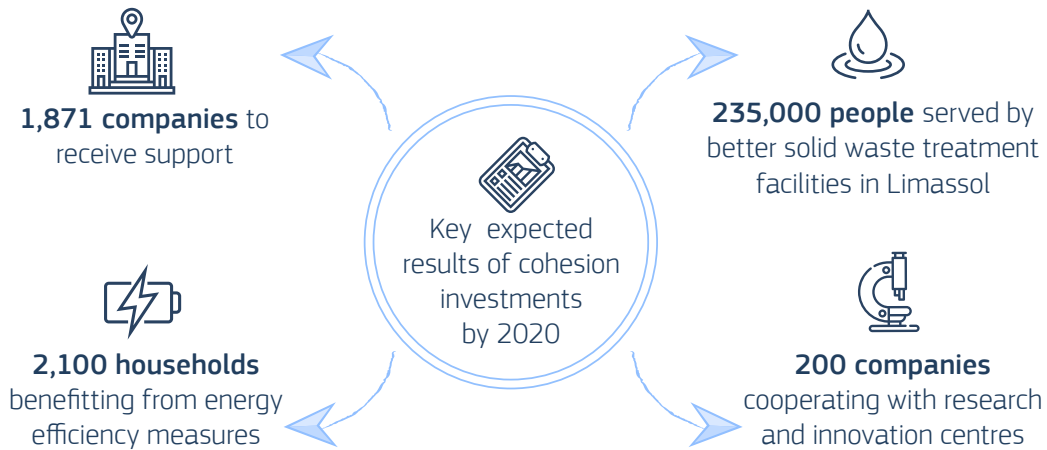 1,871 companies to
receive support
235,000 people served by
better solid waste treatment
facilities in Limassol
Key expected
results of cohesion
investments
by 2020
2,100 households
benefitting from energy
efficiency measures
200 companies
cooperating with research
and innovation centres